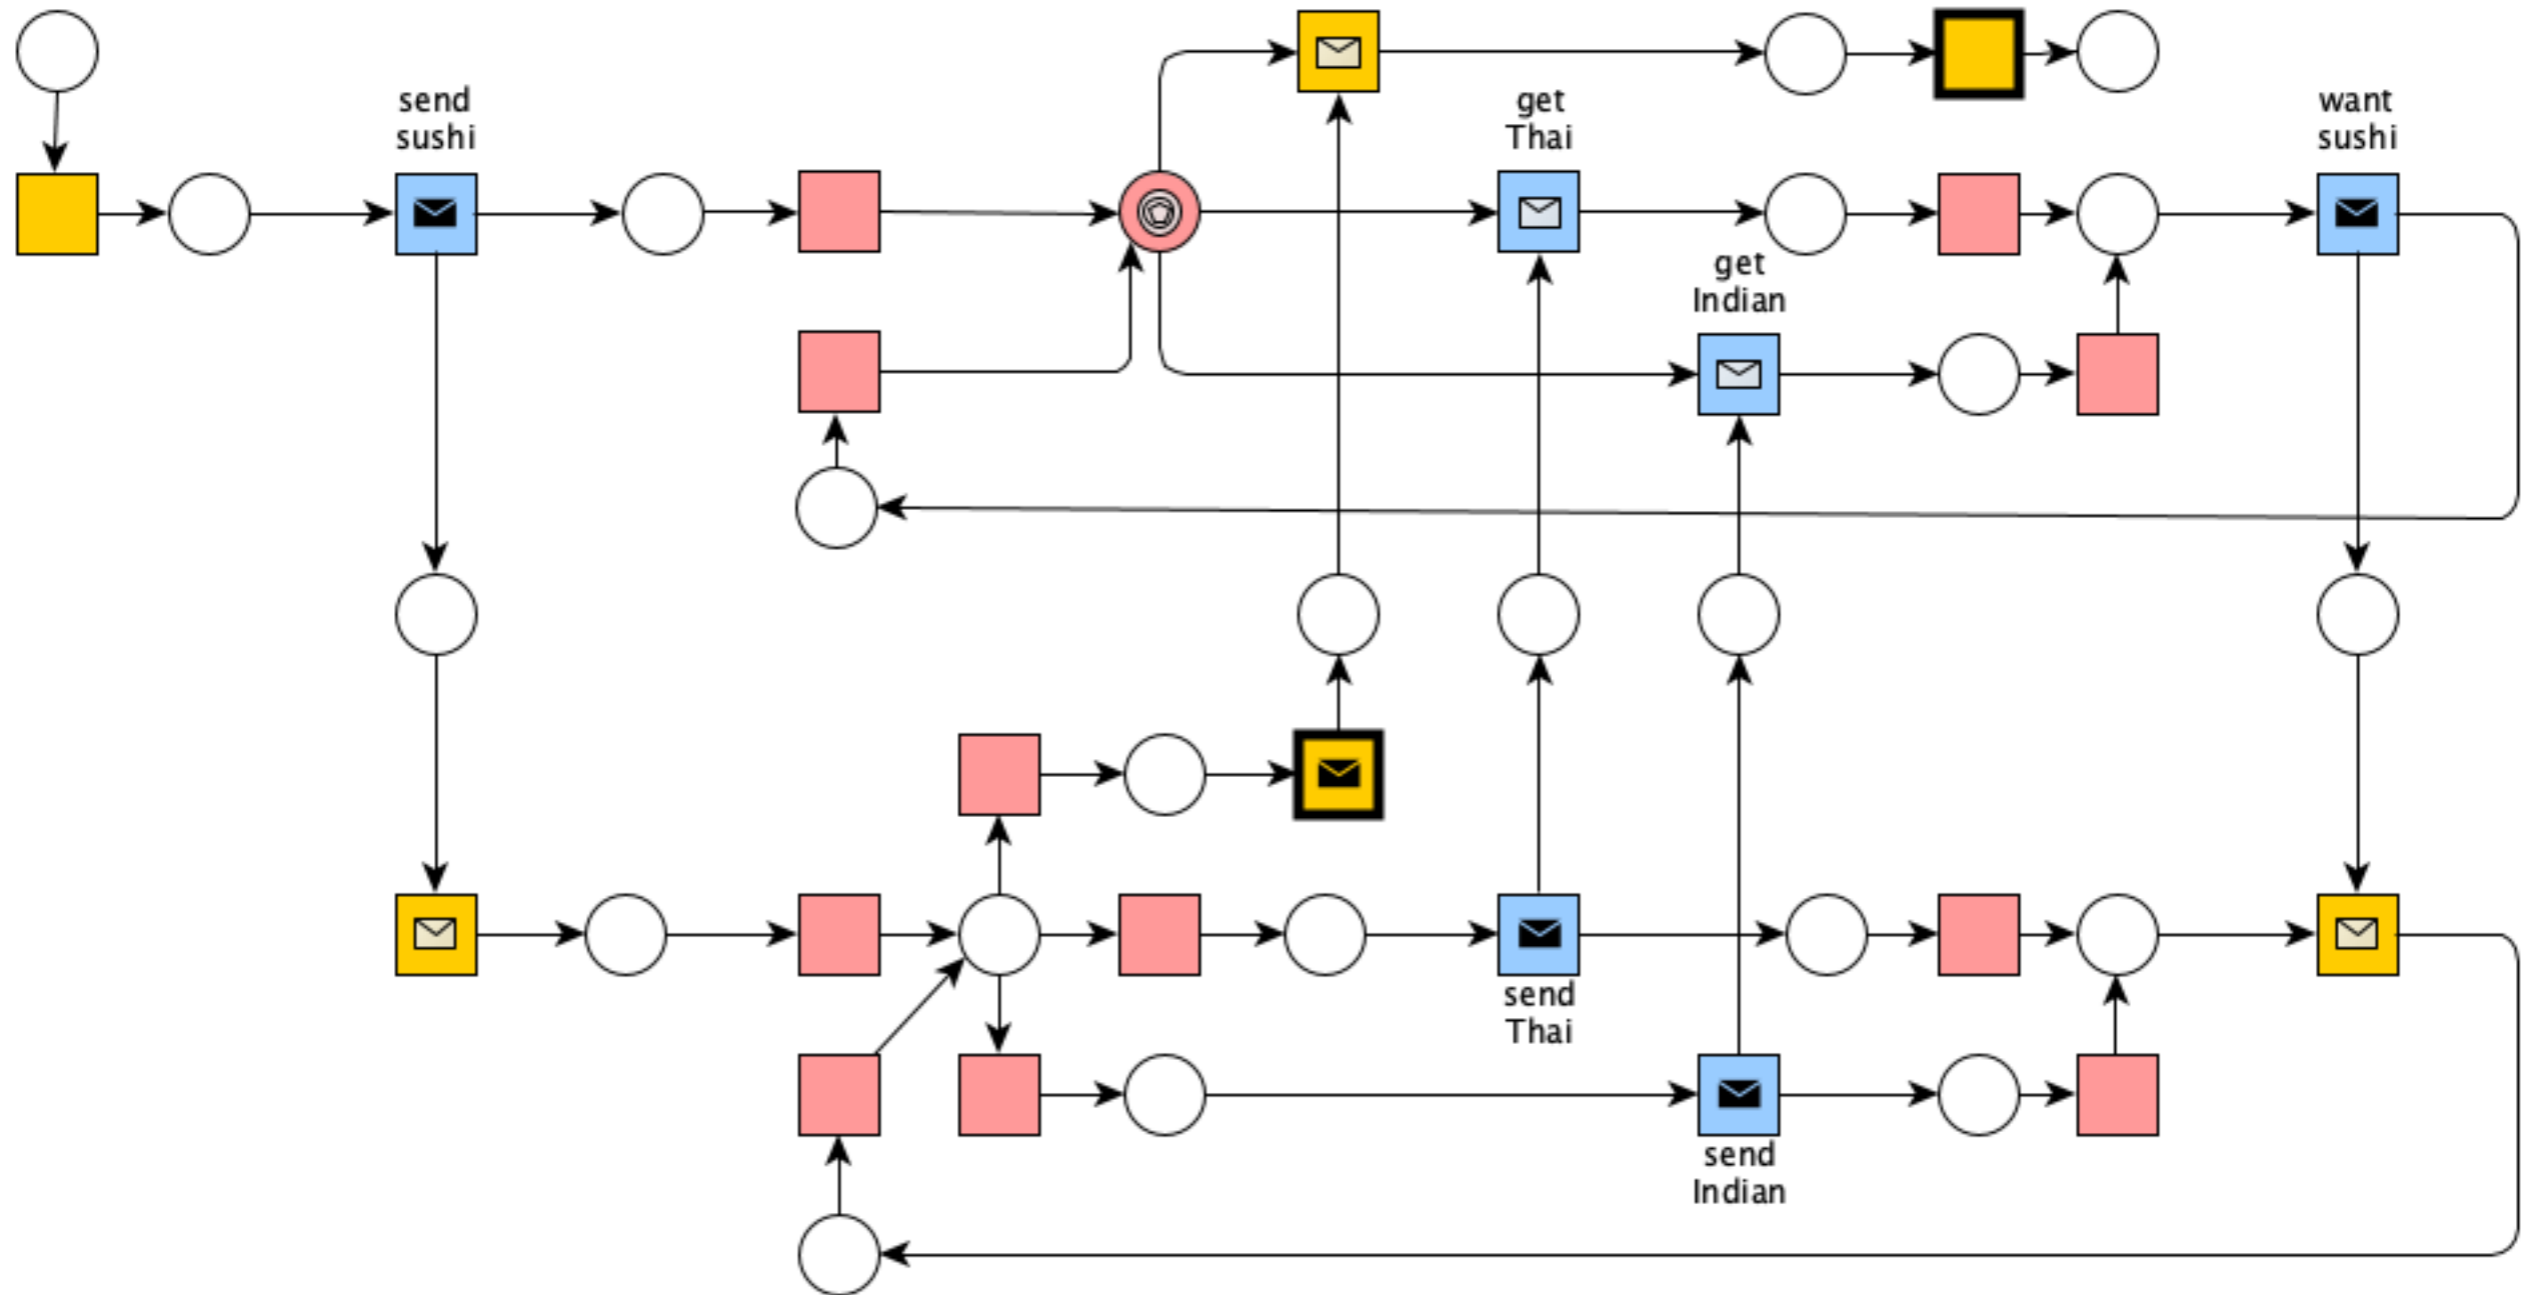 send
sushi
get
Thai
want
sushi
get
Indian
send
Thai
send
Indian